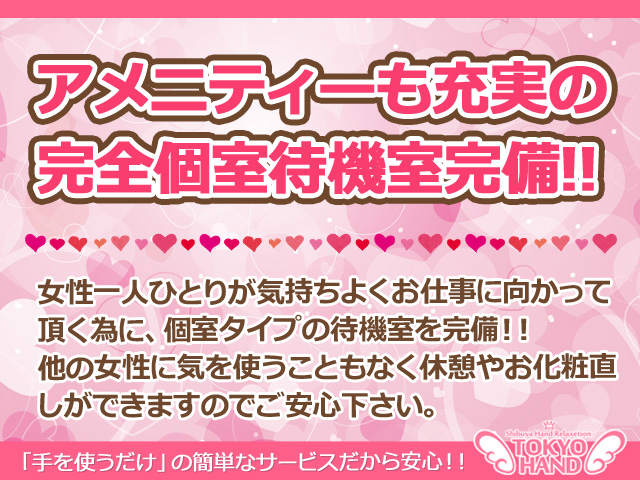 アメニティーも充実の
完全個室待機室完備!!
女性一人ひとりが気持ちよくお仕事に向かって
頂く為に、個室タイプの待機室を完備！！
他の女性に気を使うこともなく休憩やお化粧直
しができますのでご安心下さい。
「手を使うだけ」の簡単なサービスだから安心！！
Shibuya Hand Relaxation
TOKYO
HAND